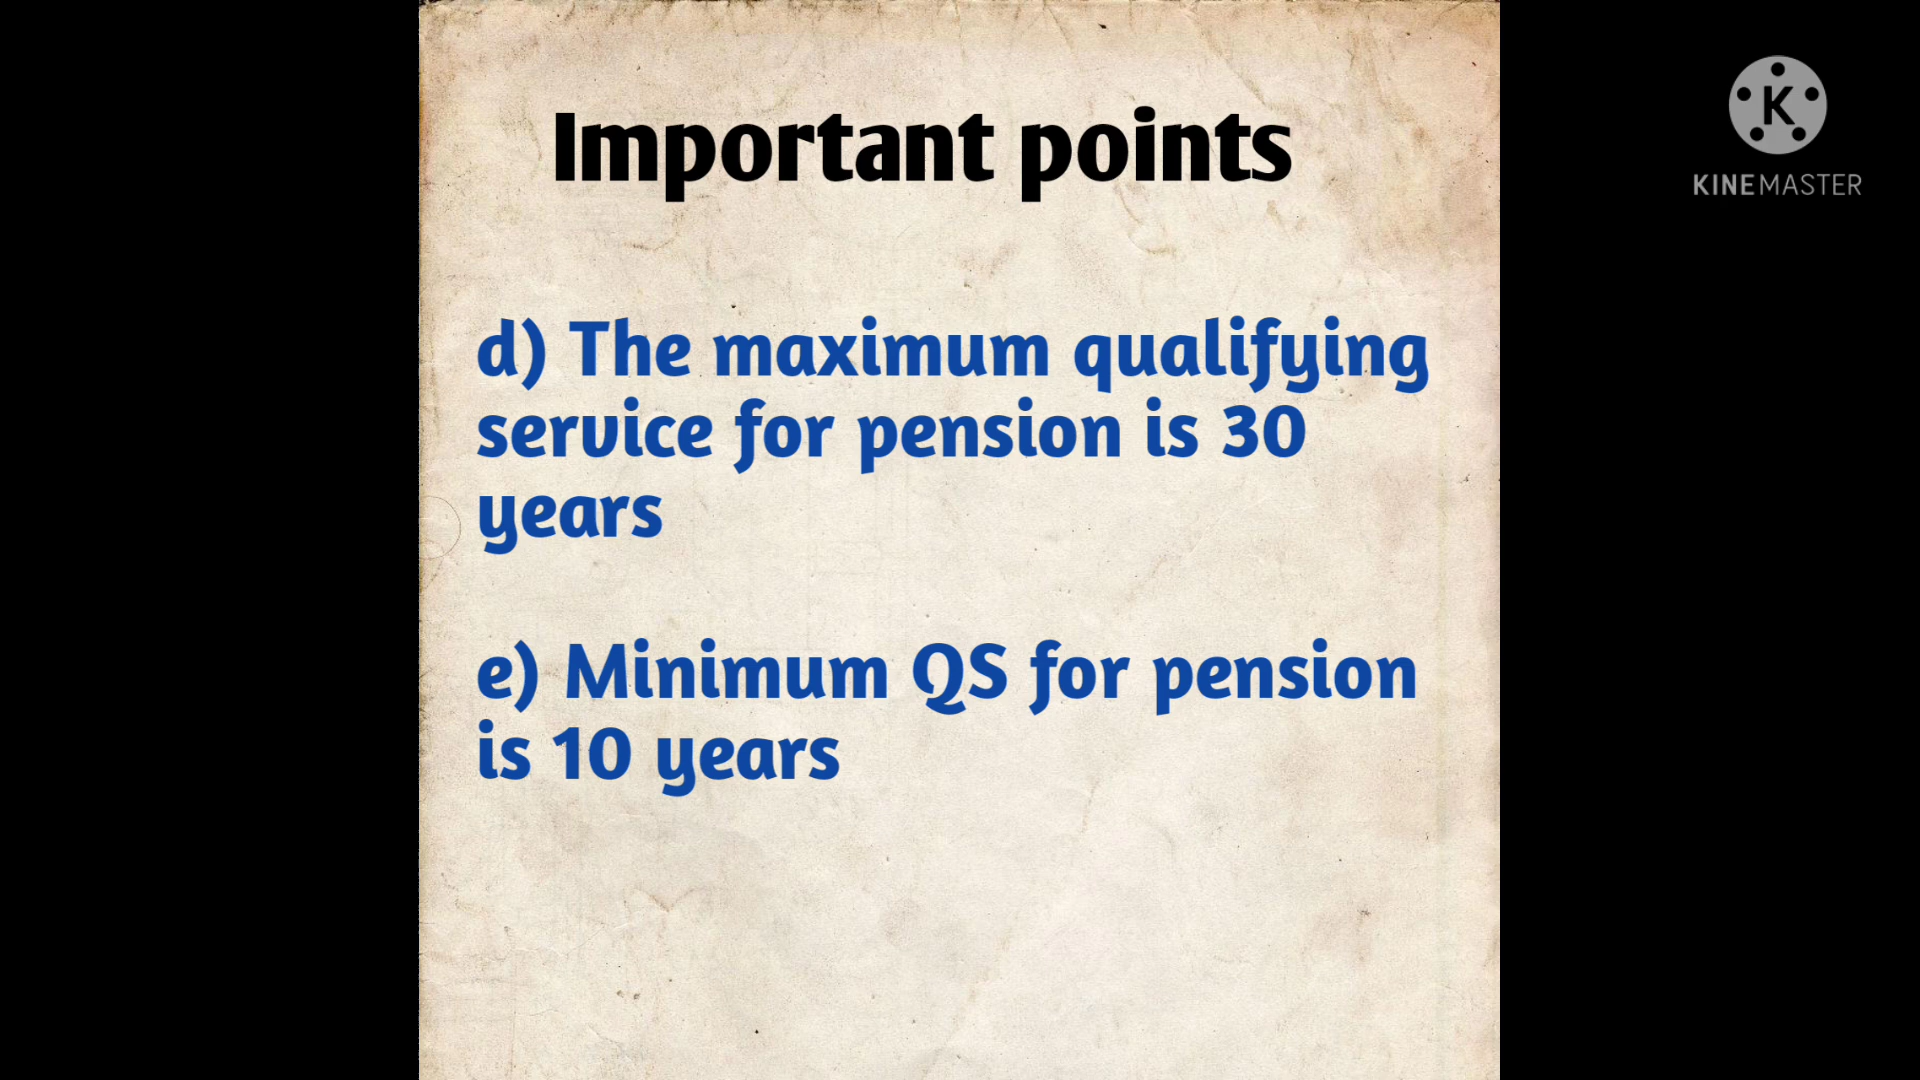 Important points
KINEMASTER
d) The maximum qualifying
service for pension is 30
years
e) Minimum QS for pension
is 10 years